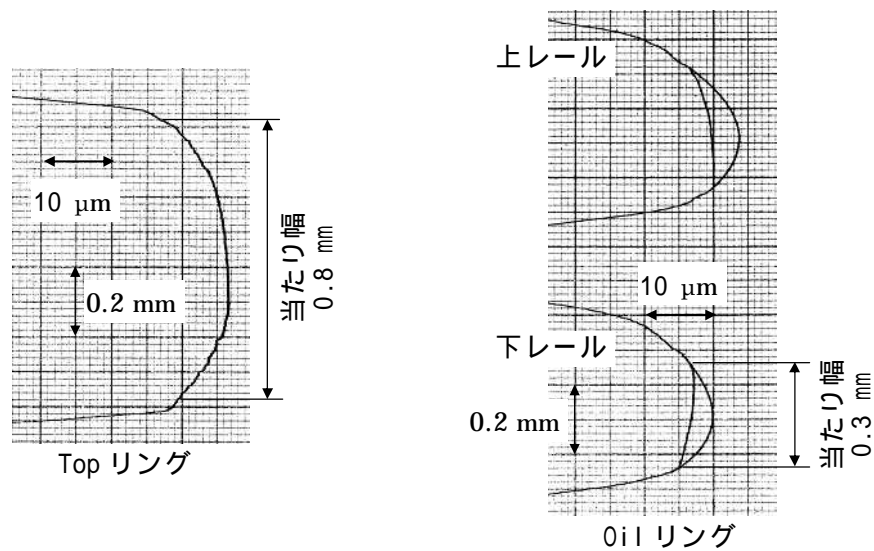 10 μm
0.2 mm
当たり幅
0.8 mm
Top リング
上レール
10 μm
下レール
0.2 mm
当たり幅
0.3 mm
Oil リング